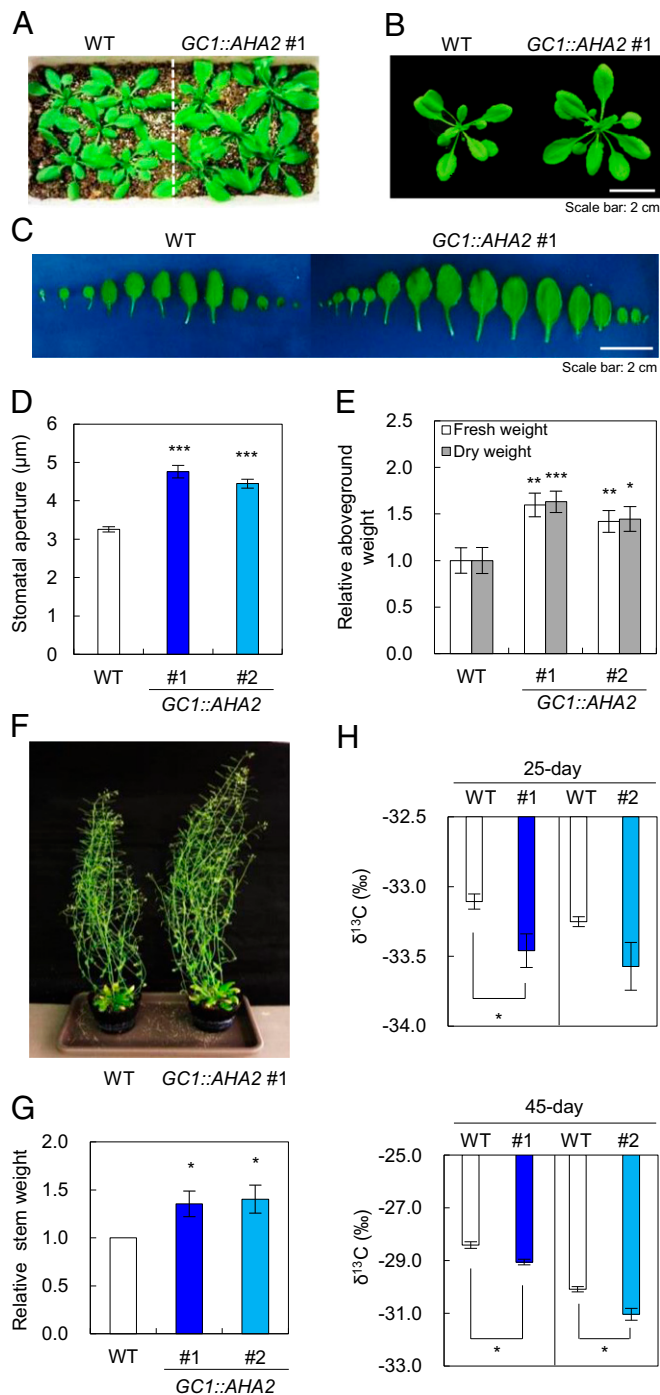 A
WT
GC1::AHA2 #1
B
WT
GC1::AHA2 #1
Scale bar: 2 cm
C
WT
GC1::AHA2 #1
Scale bar: 2 cm
D
Stomatal aperture (µm)
6
5
4
3
2
1
0
***
***
WT
#1
#2
GC1::AHA2
E
Relative aboveground
weight
2.5
2.0
1.5
1.0
0.5
0.0
Fresh weight
Dry weight
**
***
**
*
WT
#1
#2
GC1::AHA2
F
WT
GC1::AHA2 #1
G
Relative stem weight
2.0
1.5
1.0
0.5
0.0
*
*
WT
#1
#2
GC1::AHA2
H
25-day
WT
#1
WT
#2
δ¹³C (‰)
-32.5
-33.0
-33.5
-34.0
*
45-day
WT
#1
WT
#2
δ¹³C (‰)
-25.0
-27.0
-29.0
-31.0
-33.0
*
*